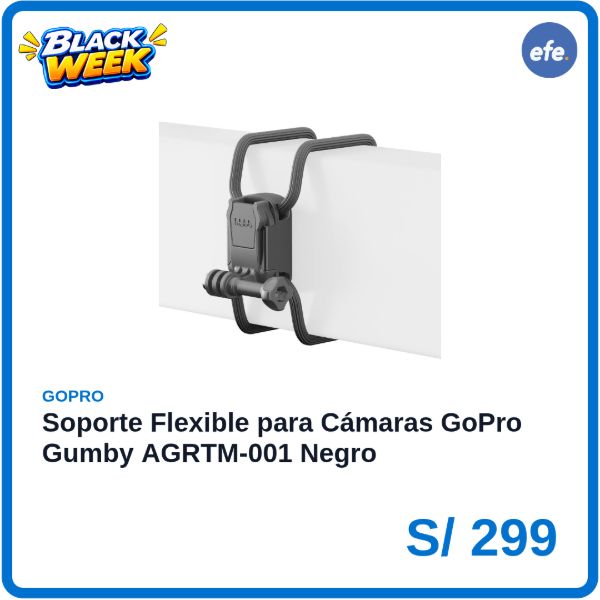 BLACK
WEEK
efe.
GOPRO
Soporte Flexible para Cámaras GoPro
Gumby AGRTM-001 Negro
S/ 299